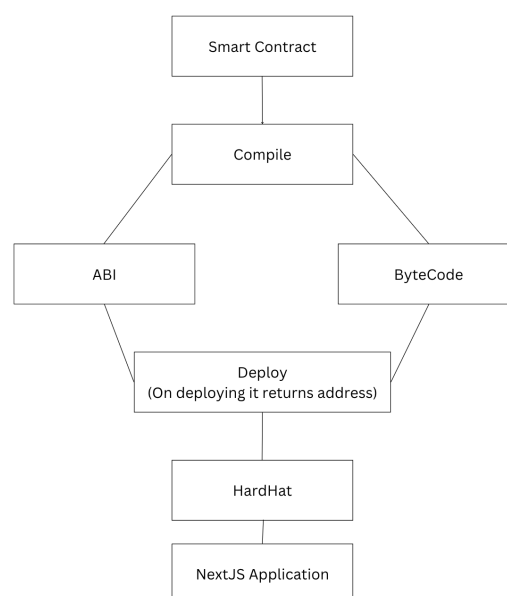 Smart Contract
Compile
ABI
ByteCode
Deploy
(On deploying it returns address)
HardHat
NextJS Application